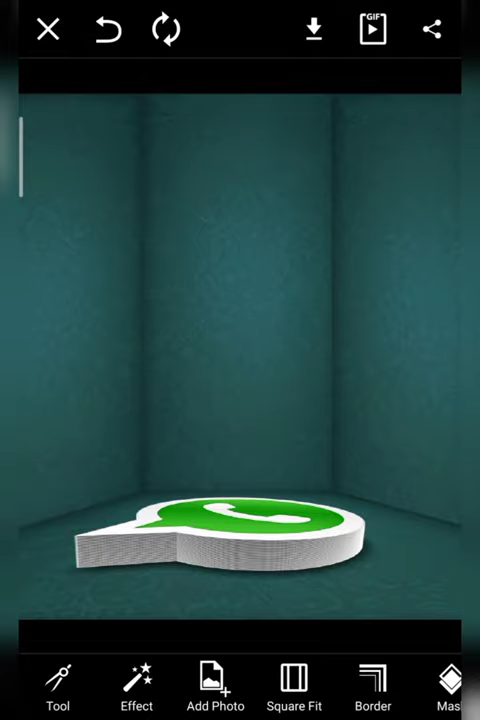 GIF
Tool
Effect
Add Photo
Square Fit
Border
Mas